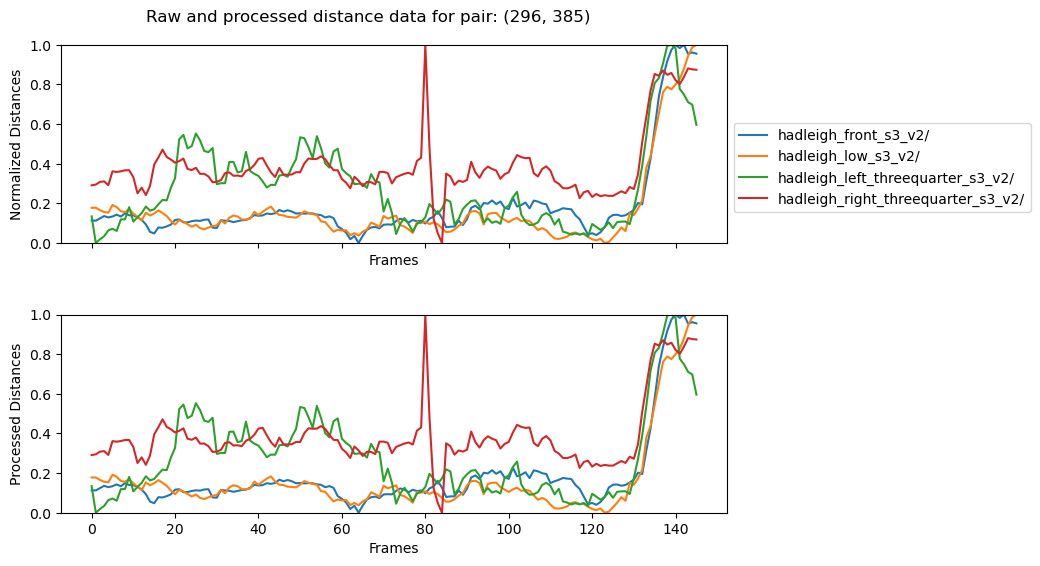 Raw and processed distance data for pair: (296, 385)
1.0
0.8
0.6
0.4
0.2
0.0
Normalized Distances
Frames
hadleigh_front_s3_v2/
hadleigh_low_s3_v2/
hadleigh_left_threequarter_s3_v2/
hadleigh_right_threequarter_s3_v2/
1.0
0.8
0.6
0.4
0.2
0.0
Processed Distances
0 20 40 60 80 100 120 140
Frames